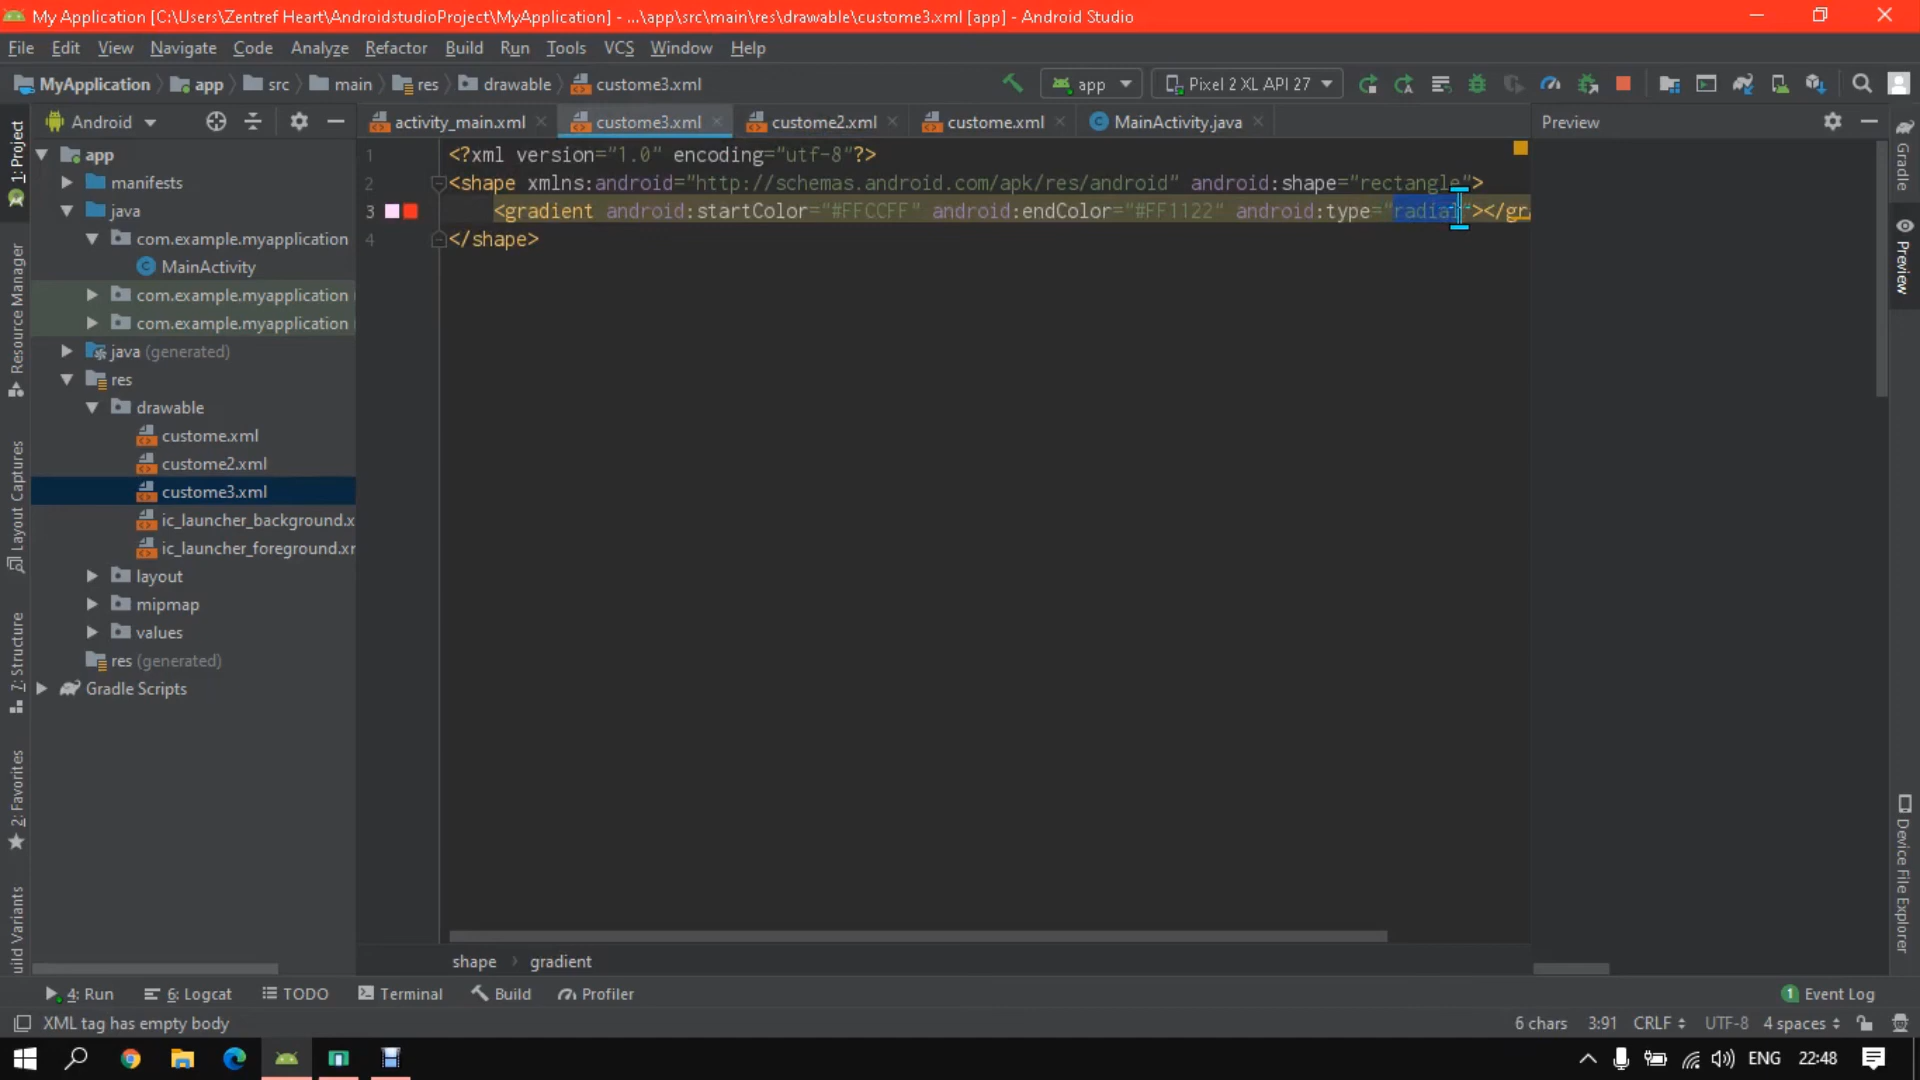 My Application [C:\Users\Zentref Heart\AndroidstudioProject\MyApplication] - ...\app\src\main\res\drawable\custome3.xml [app] - Android Studio
File Edit View Navigate Code Analyze Refactor Build Run Tools VCS Window Help
MyApplication app src main res drawable custome3.xml app Pixel 2 XL API 27
Android activity_main.xml custome3.xml custome2.xml custome.xml MainActivity.java Preview
1: Project
Resource Manager
Layout Captures
7: Structure
2: Favorites
uild Variants
app
manifests
java
com.example.myapplication
MainActivity
com.example.myapplication
com.example.myapplication
java (generated)
res
drawable
custome.xml
custome2.xml
custome3.xml
ic_launcher_background.x
ic_launcher_foreground.xr
layout
mipmap
values
res (generated)
Gradle Scripts
1 <?xml version="1.0" encoding="utf-8"?>
2 <shape xmlns:android="http://schemas.android.com/apk/res/android" android:shape="rectangle">
3 <gradient android:startColor="#FFCCFF" android:endColor="#FF1122" android:type="radial"></gr
4 </shape>
shape gradient
Gradle
Preview
Device File Explorer
4: Run 6: Logcat TODO Terminal Build Profiler 1 Event Log
XML tag has empty body 6 chars 3:91 CRLF UTF-8 4 spaces
ENG 22:48